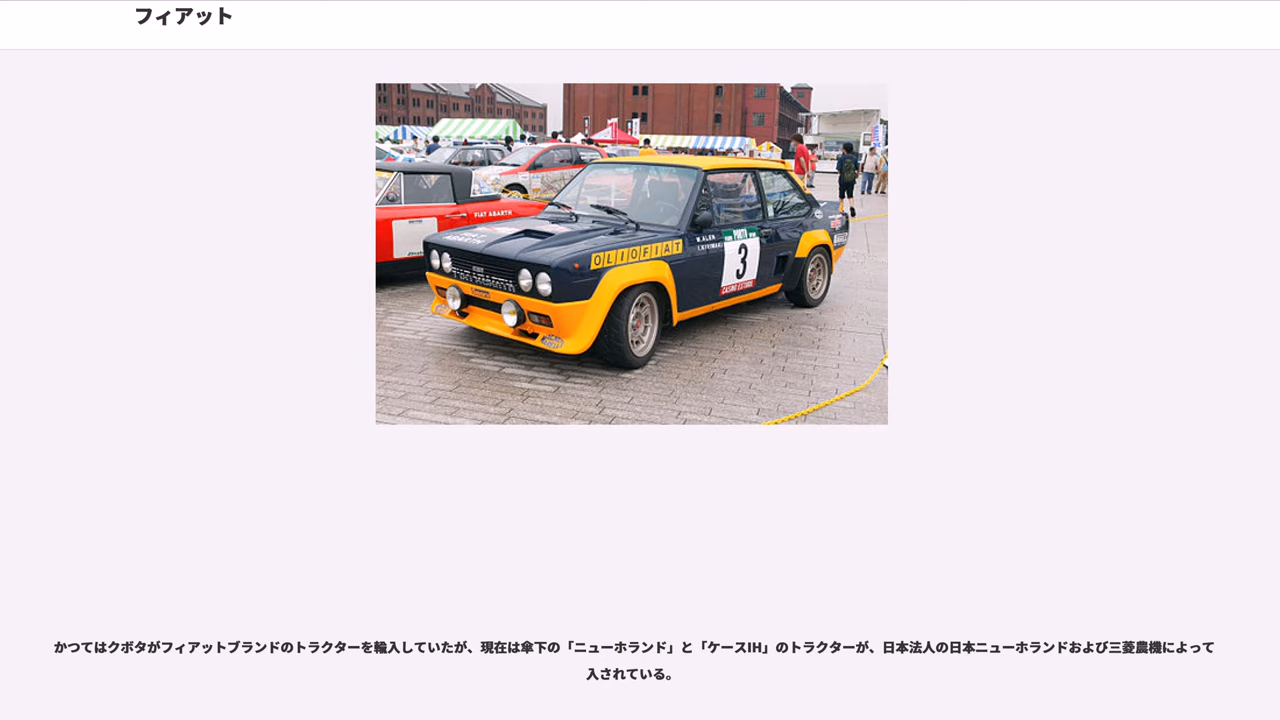 フィアット
FIAT ABARTH
OLIOFIAT
M.ALEN
3
かつてはクボタがフィアットブランドのトラクターを輸入していたが、現在は傘下の「ニューホランド」と「ケースIH」のトラクターが、日本法人の日本ニューホランドおよび三菱農機によって
入されている。